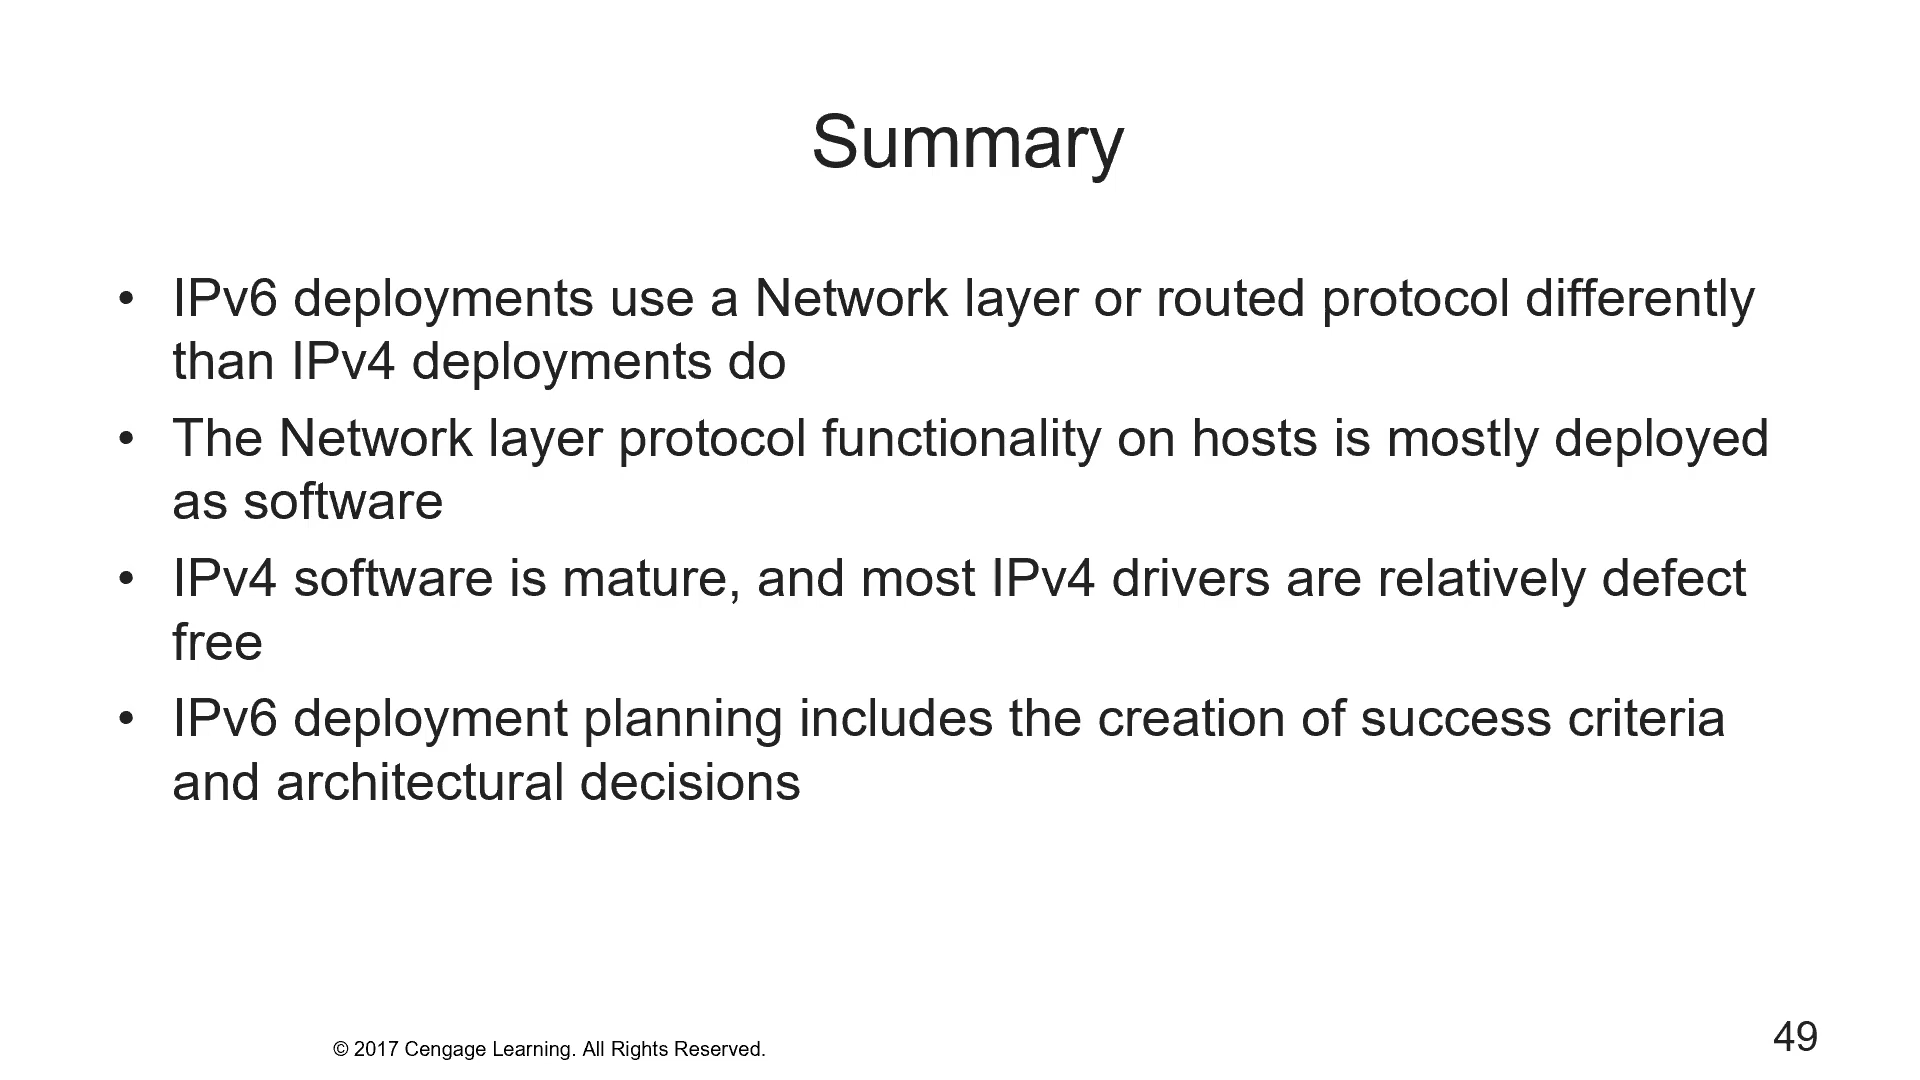 Summary
• IPv6 deployments use a Network layer or routed protocol differently
than IPv4 deployments do
• The Network layer protocol functionality on hosts is mostly deployed
as software
• IPv4 software is mature, and most IPv4 drivers are relatively defect
free
• IPv6 deployment planning includes the creation of success criteria
and architectural decisions
© 2017 Cengage Learning. All Rights Reserved.
49